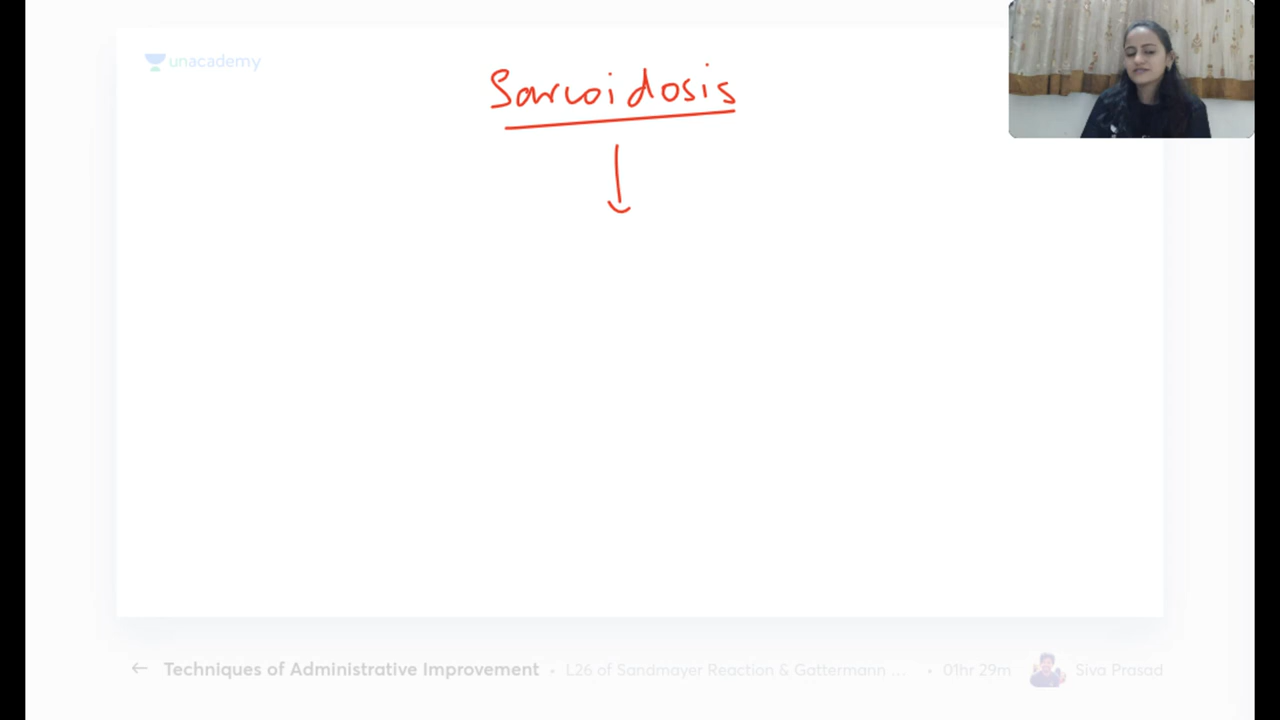 unacademy
Sarcoidosis
Techniques of Administrative Improvement • L26 of Sandmayer Reaction & Gattermann ... • 01hr 29m Siva Prasad